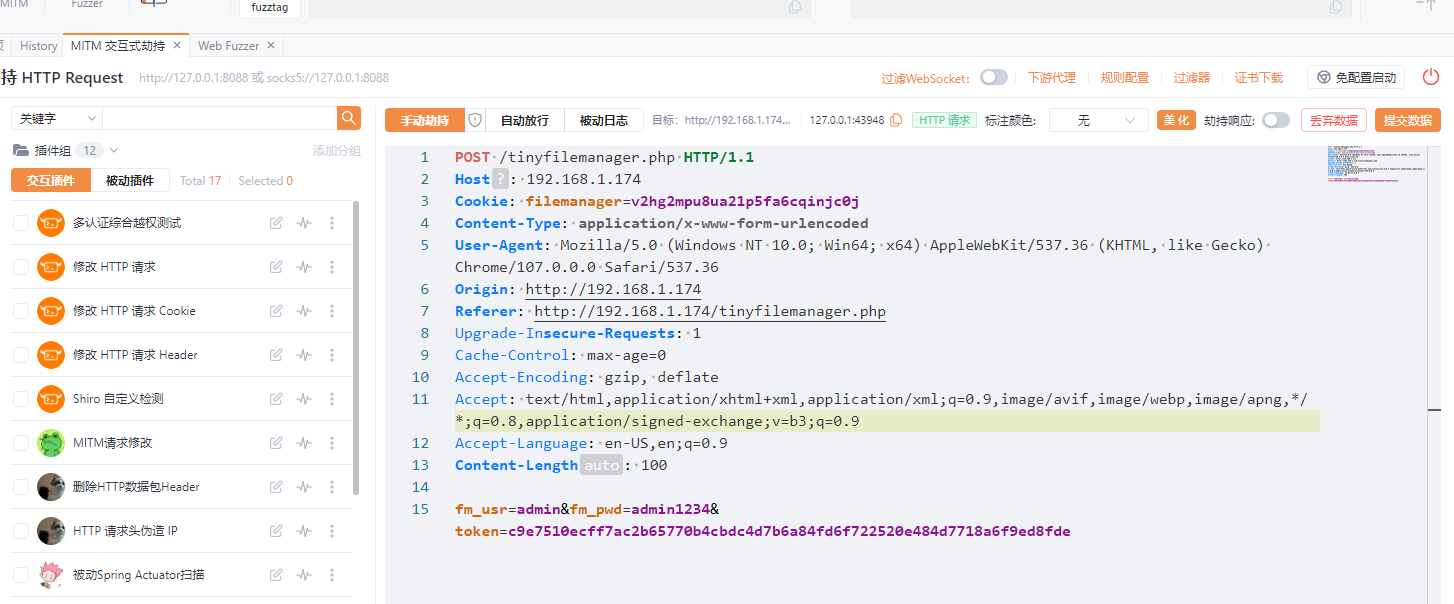 MITM
Fuzzer
fuzztag
History
MITM 交互式劫持 ✕
Web Fuzzer ✕
持 HTTP Request
http://127.0.0.1:8088 或 socks5://127.0.0.1:8088
过滤WebSocket:
下游代理
规则配置
过滤器
证书下载
免配置启动
关键字
手动劫持
自动放行
被动日志
目标: http://192.168.1.174...
127.0.0.1:43948
HTTP 请求
标注颜色:
无
美 化
劫持响应:
丢弃数据
提交数据
插件组 12
添加分组
交互插件
被动插件
Total 17
Selected 0
多认证综合越权测试
修改 HTTP 请求
修改 HTTP 请求 Cookie
修改 HTTP 请求 Header
Shiro 自定义检测
MITM请求修改
删除HTTP数据包Header
HTTP 请求头伪造 IP
被动Spring Actuator扫描
1 POST /tinyfilemanager.php HTTP/1.1
2 Host ? : 192.168.1.174
3 Cookie: filemanager=v2hg2mpu8ua21p5fa6cqinjc0j
4 Content-Type: application/x-www-form-urlencoded
5 User-Agent: Mozilla/5.0 (Windows NT 10.0; Win64; x64) AppleWebKit/537.36 (KHTML, like Gecko)
Chrome/107.0.0.0 Safari/537.36
6 Origin: http://192.168.1.174
7 Referer: http://192.168.1.174/tinyfilemanager.php
8 Upgrade-Insecure-Requests: 1
9 Cache-Control: max-age=0
10 Accept-Encoding: gzip, deflate
11 Accept: text/html,application/xhtml+xml,application/xml;q=0.9,image/avif,image/webp,image/apng,*/
*;q=0.8,application/signed-exchange;v=b3;q=0.9
12 Accept-Language: en-US,en;q=0.9
13 Content-Length auto : 100
14
15 fm_usr=admin&fm_pwd=admin1234&
token=c9e7510ecff7ac2b65770b4cbdc4d7b6a84fd6f722520e484d7718a6f9ed8fde